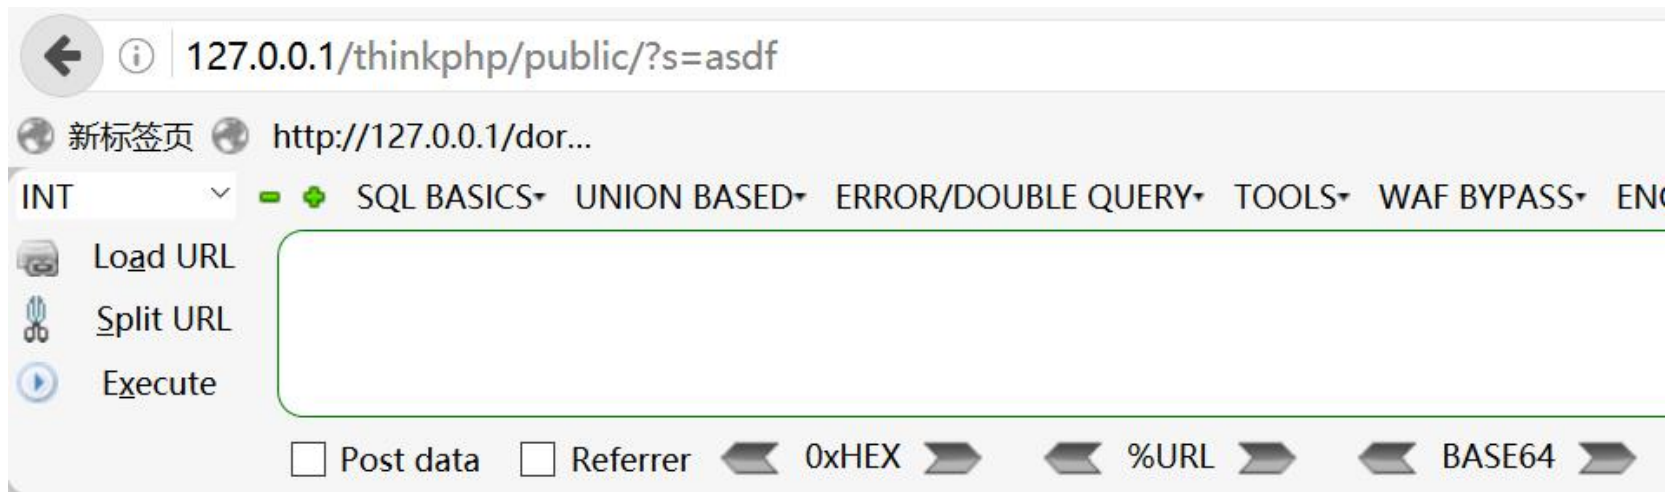 127.0.0.1/thinkphp/public/?s=asdf
新标签页 http://127.0.0.1/dor...
INT SQL BASICS UNION BASED ERROR/DOUBLE QUERY TOOLS WAF BYPASS
Load URL
Split URL
Execute
Post data Referrer 0xHEX %URL BASE64